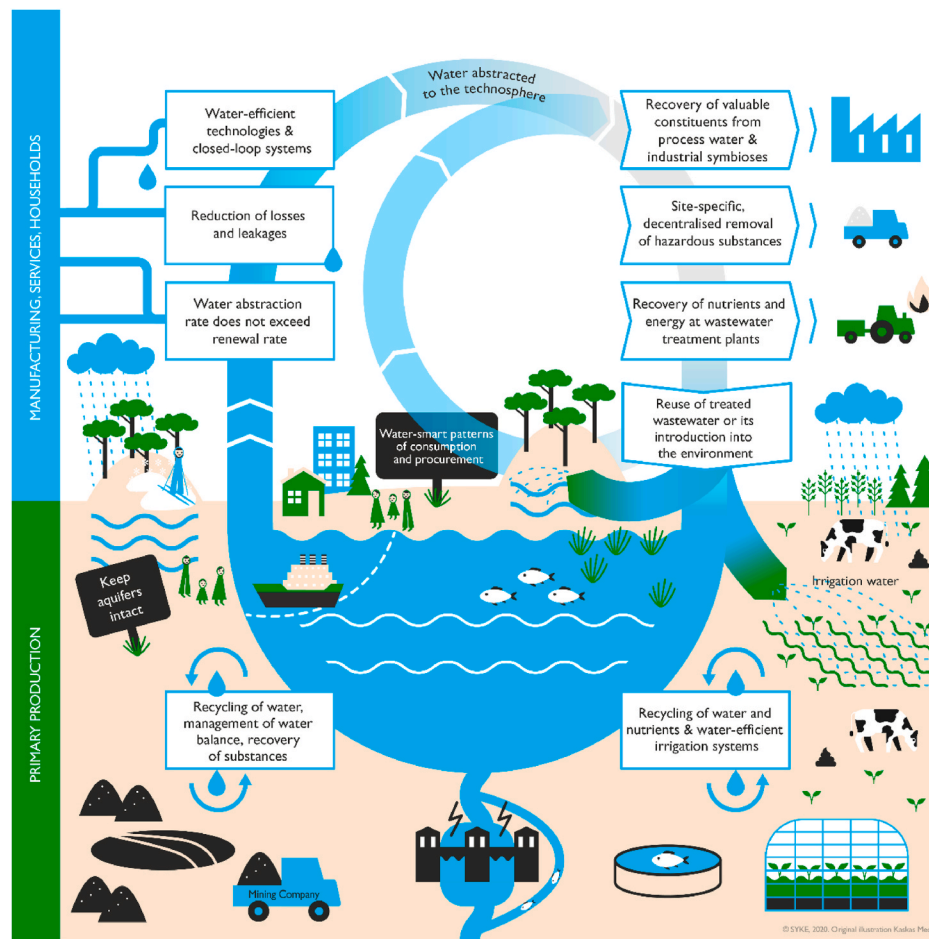 MANUFACTURING, SERVICES, HOUSEHOLDS
PRIMARY PRODUCTION
Water abstracted
to the technosphere
Water-efficient
technologies &
closed-loop systems
Reduction of losses
and leakages
Water abstraction
rate does not exceed
renewal rate
Recovery of valuable
constituents from
process water &
industrial symbioses
Site-specific,
decentralised removal
of hazardous substances
Recovery of nutrients and
energy at wastewater
treatment plants
Reuse of treated
wastewater or its
introduction into
the environment
Water-smart patterns
of consumption
and procurement
Keep
aquifers
intact
Irrigation water
Recycling of water,
management of water
balance, recovery
of substances
Recycling of water and
nutrients & water-efficient
irrigation systems
Mining Company
© SYKE, 2020. Original illustration Kaskas Med